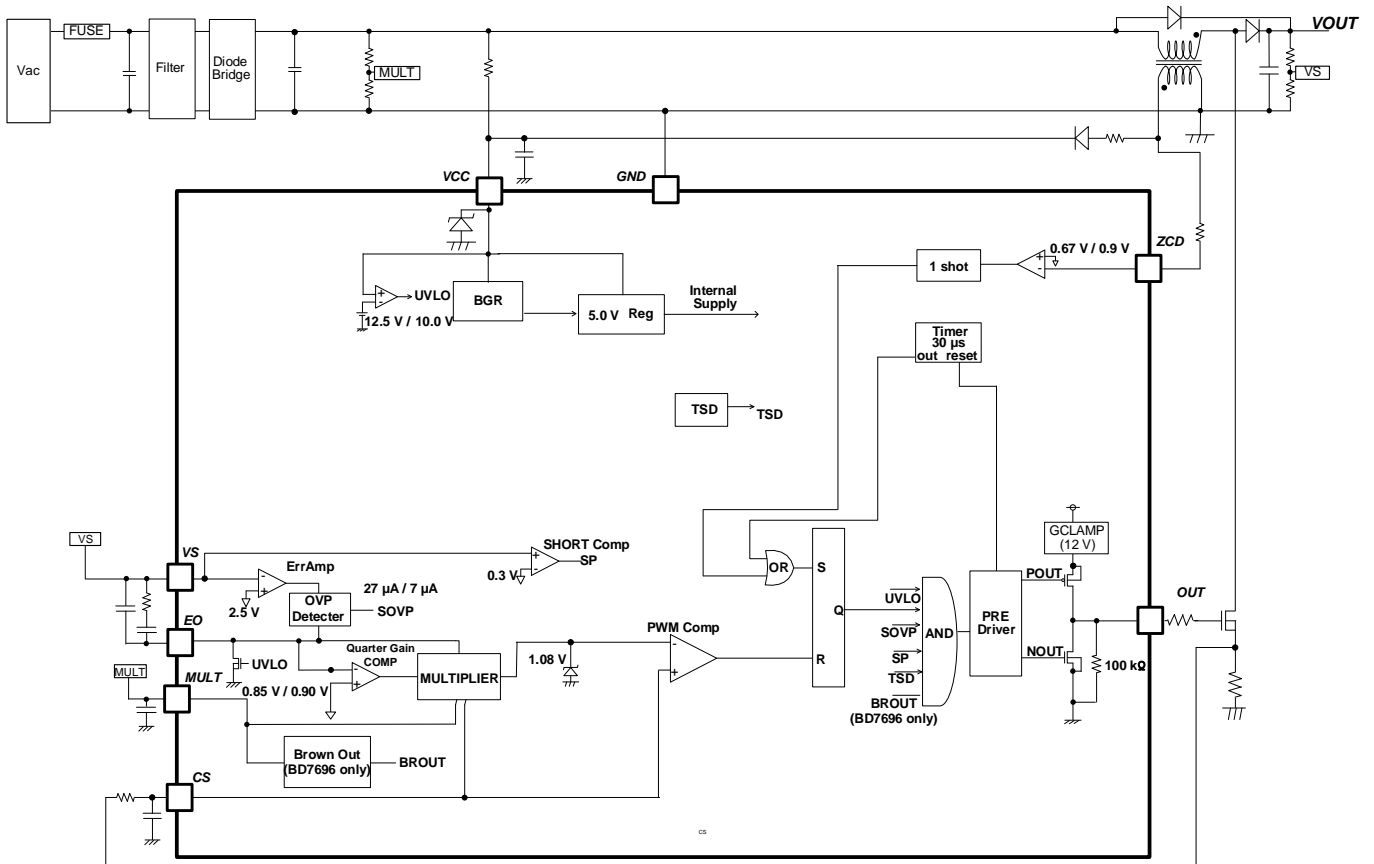 Vac
FUSE
Filter
Diode
Bridge
MULT
VOUT
VS
VCC
GND
ZCD
0.67 V / 0.9 V
1 shot
UVLO
12.5 V / 10.0 V
BGR
5.0 V Reg
Internal
Supply
Timer
30 µs
out reset
TSD
TSD
VS
VS
ErrAmp
2.5 V
27 µA / 7 µA
OVP
Detecter
SOVP
SHORT Comp
SP
0.3 V
OR
S
Q
R
GCLAMP
(12 V)
POUT
NOUT
PRE
Driver
AND
UVLO
SOVP
SP
TSD
BROUT
(BD7696 only)
100 kΩ
OUT
EO
UVLO
Quarter Gain
COMP
0.85 V / 0.90 V
MULTIPLIER
1.08 V
PWM Comp
MULT
MULT
Brown Out
(BD7696 only)
BROUT
CS
CS